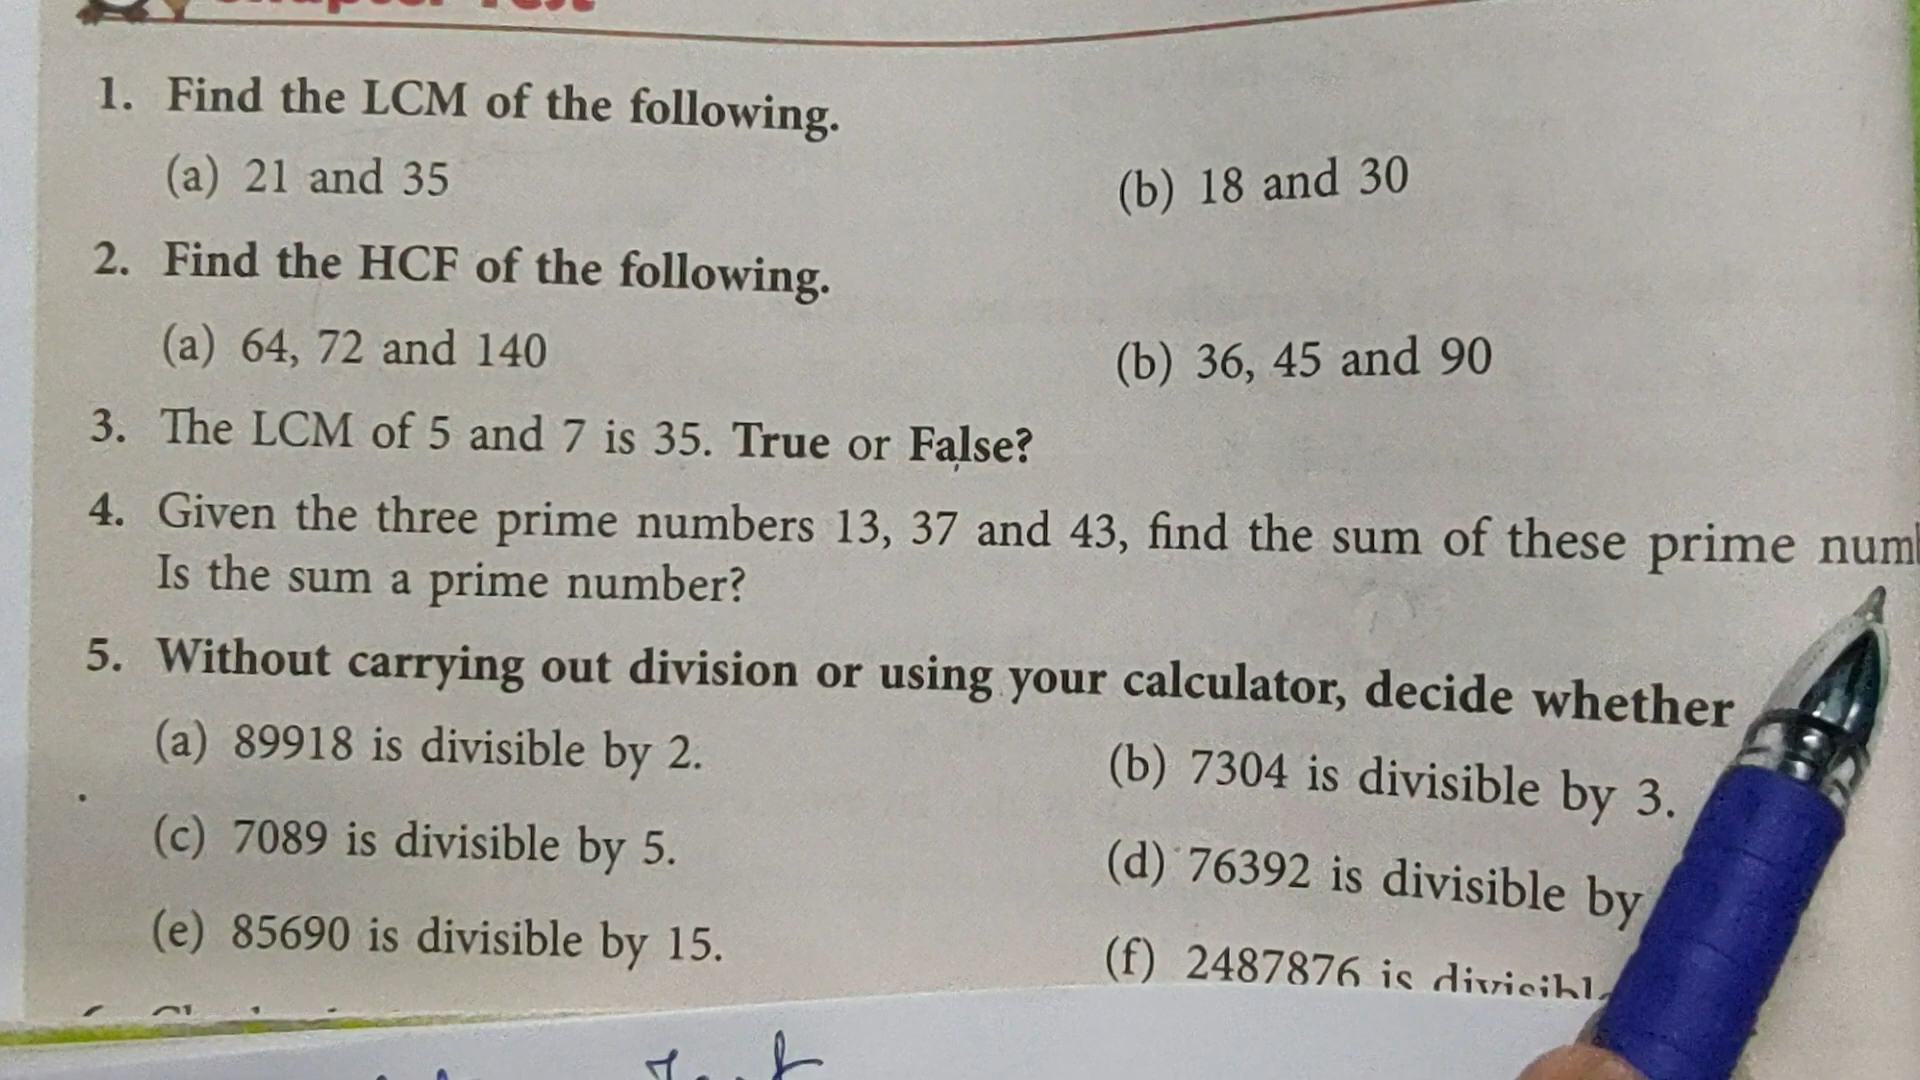 1. Find the LCM of the following.
(a) 21 and 35 (b) 18 and 30
2. Find the HCF of the following.
(a) 64, 72 and 140 (b) 36, 45 and 90
3. The LCM of 5 and 7 is 35. True or False?
4. Given the three prime numbers 13, 37 and 43, find the sum of these prime
Is the sum a prime number?
5. Without carrying out division or using your calculator, decide whether
(a) 89918 is divisible by 2. (b) 7304 is divisible by 3.
(c) 7089 is divisible by 5. (d) 76392 is divisible by
(e) 85690 is divisible by 15. (f) 2487876 is